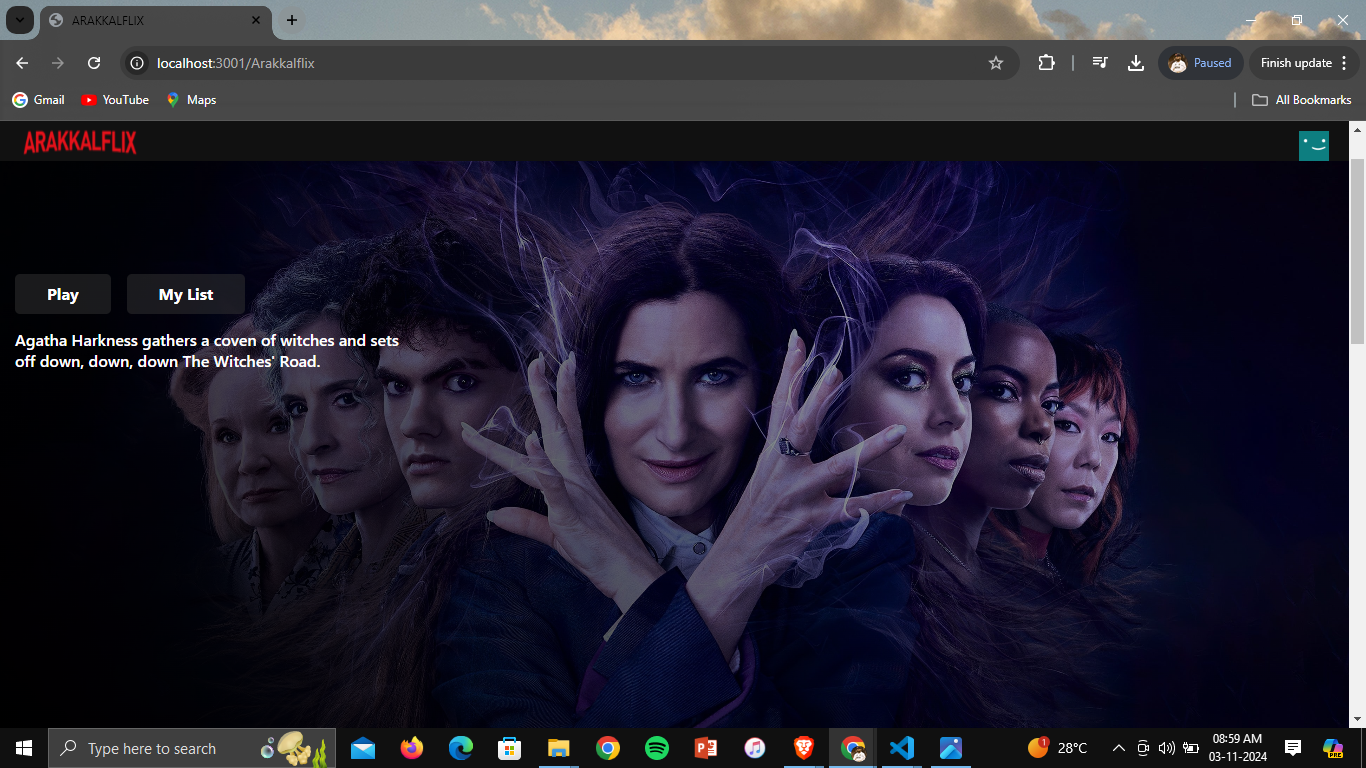 ARAKKALFLIX
localhost:3001/Arakkalflix
Paused
Finish update
Gmail
YouTube
Maps
All Bookmarks
ARAKKALFLIX
Play
My List
Agatha Harkness gathers a coven of witches and sets
off down, down, down The Witches' Road.
Type here to search
1
28°C
08:59 AM
03-11-2024
PRE